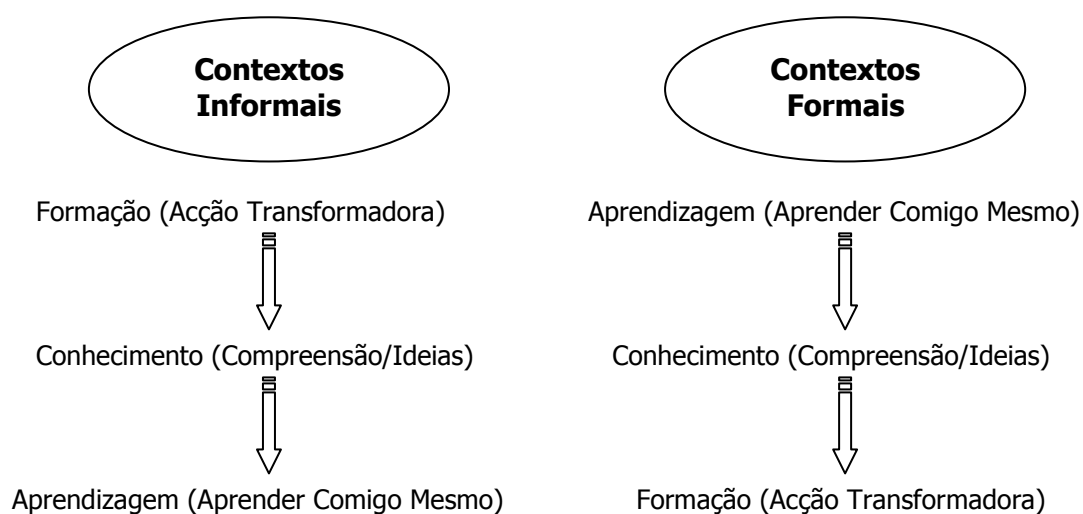 Contextos
Informais
Formação (Acção Transformadora)
Conhecimento (Compreensão/Ideias)
Aprendizagem (Aprender Comigo Mesmo)
Contextos
Formais
Aprendizagem (Aprender Comigo Mesmo)
Conhecimento (Compreensão/Ideias)
Formação (Acção Transformadora)